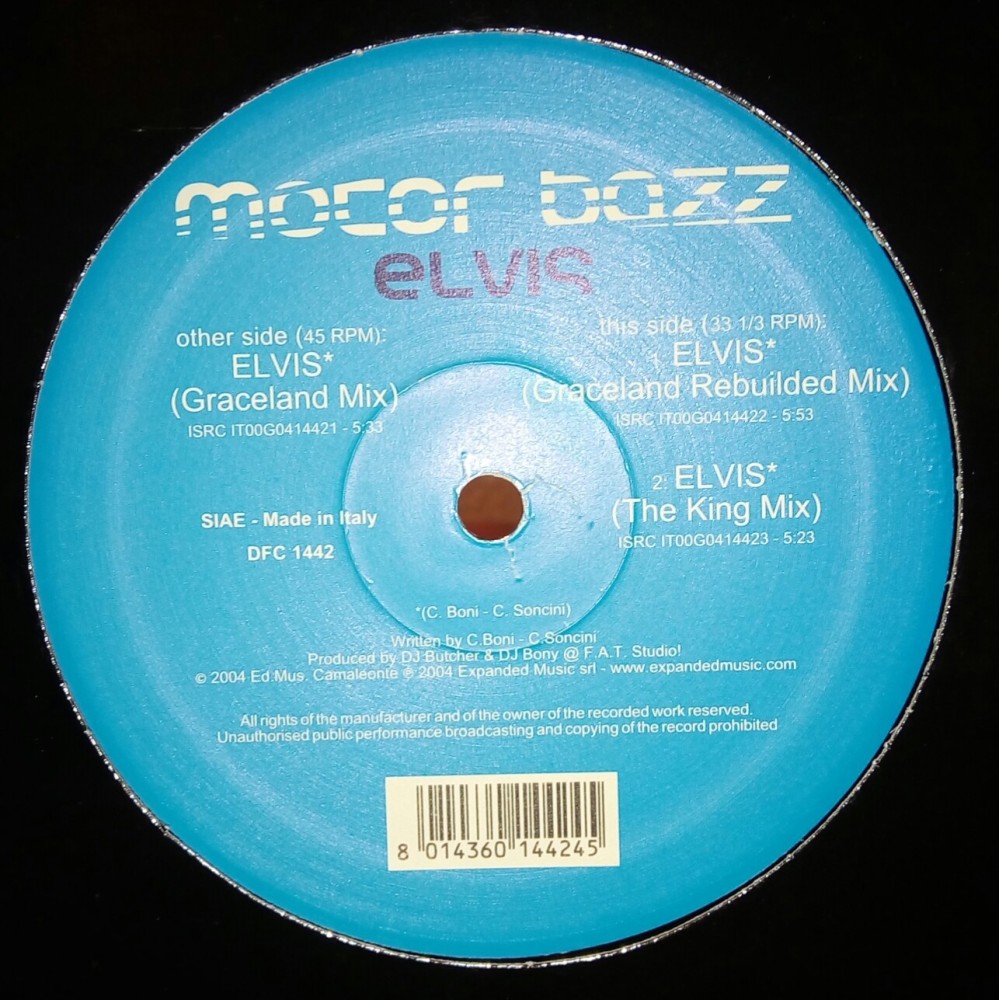 motor bazz
eLVIS
other side (45 RPM):
ELVIS*
(Graceland Mix)
ISRC IT00G0414421 - 5:33
this side (33 1/3 RPM):
1: ELVIS*
(Graceland Rebuilded Mix)
ISRC IT00G0414422 - 5:53
2: ELVIS*
(The King Mix)
ISRC IT00G0414423 - 5:23
SIAE - Made in Italy
DFC 1442
*(C. Boni - C. Soncini)
Written by C.Boni - C.Soncini
Produced by DJ Butcher & DJ Bony @ F.A.T. Studio!
© 2004 Ed.Mus. Camaleonte ℗ 2004 Expanded Music srl - www.expandedmusic.com
All rights of the manufacturer and of the owner of the recorded work reserved.
Unauthorised public performance broadcasting and copying of the record prohibited
8 014360 144245